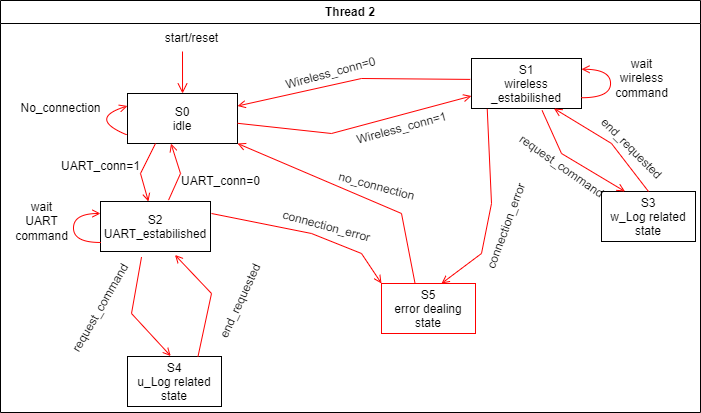 Thread 2
start/reset
S1
wireless
_estabilished
wait
wireless
command
Wireless_conn=0
No_connection
S0
idle
Wireless_conn=1
end_requested
request_command
UART_conn=1
UART_conn=0
no_connection
wait
UART
command
S2
UART_estabilished
connection_error
connection_error
S3
w_Log related
state
request_command
end_requested
S5
error dealing
state
S4
u_Log related
state